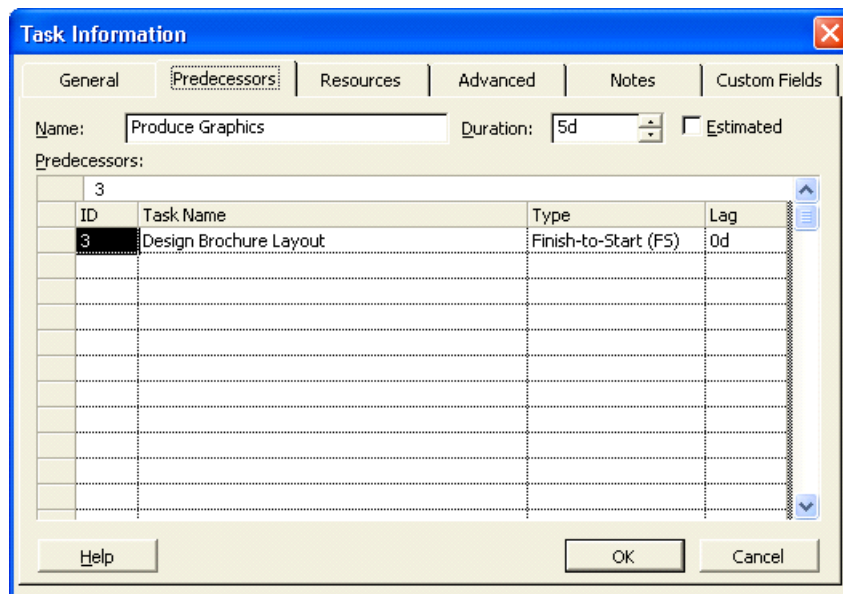 Task Information
General Predecessors Resources Advanced Notes Custom Fields
Name: Produce Graphics Duration: 5d Estimated
Predecessors:
3
ID Task Name Type Lag
3 Design Brochure Layout Finish-to-Start (FS) 0d
Help OK Cancel